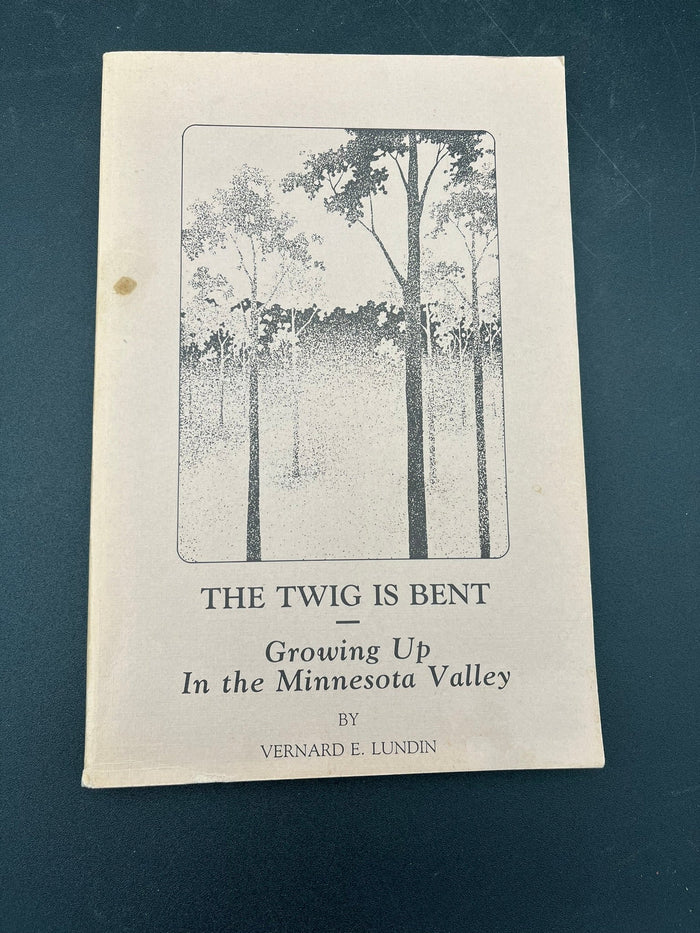 THE TWIG IS BENT
Growing Up
In the Minnesota Valley
BY
VERNARD E. LUNDIN